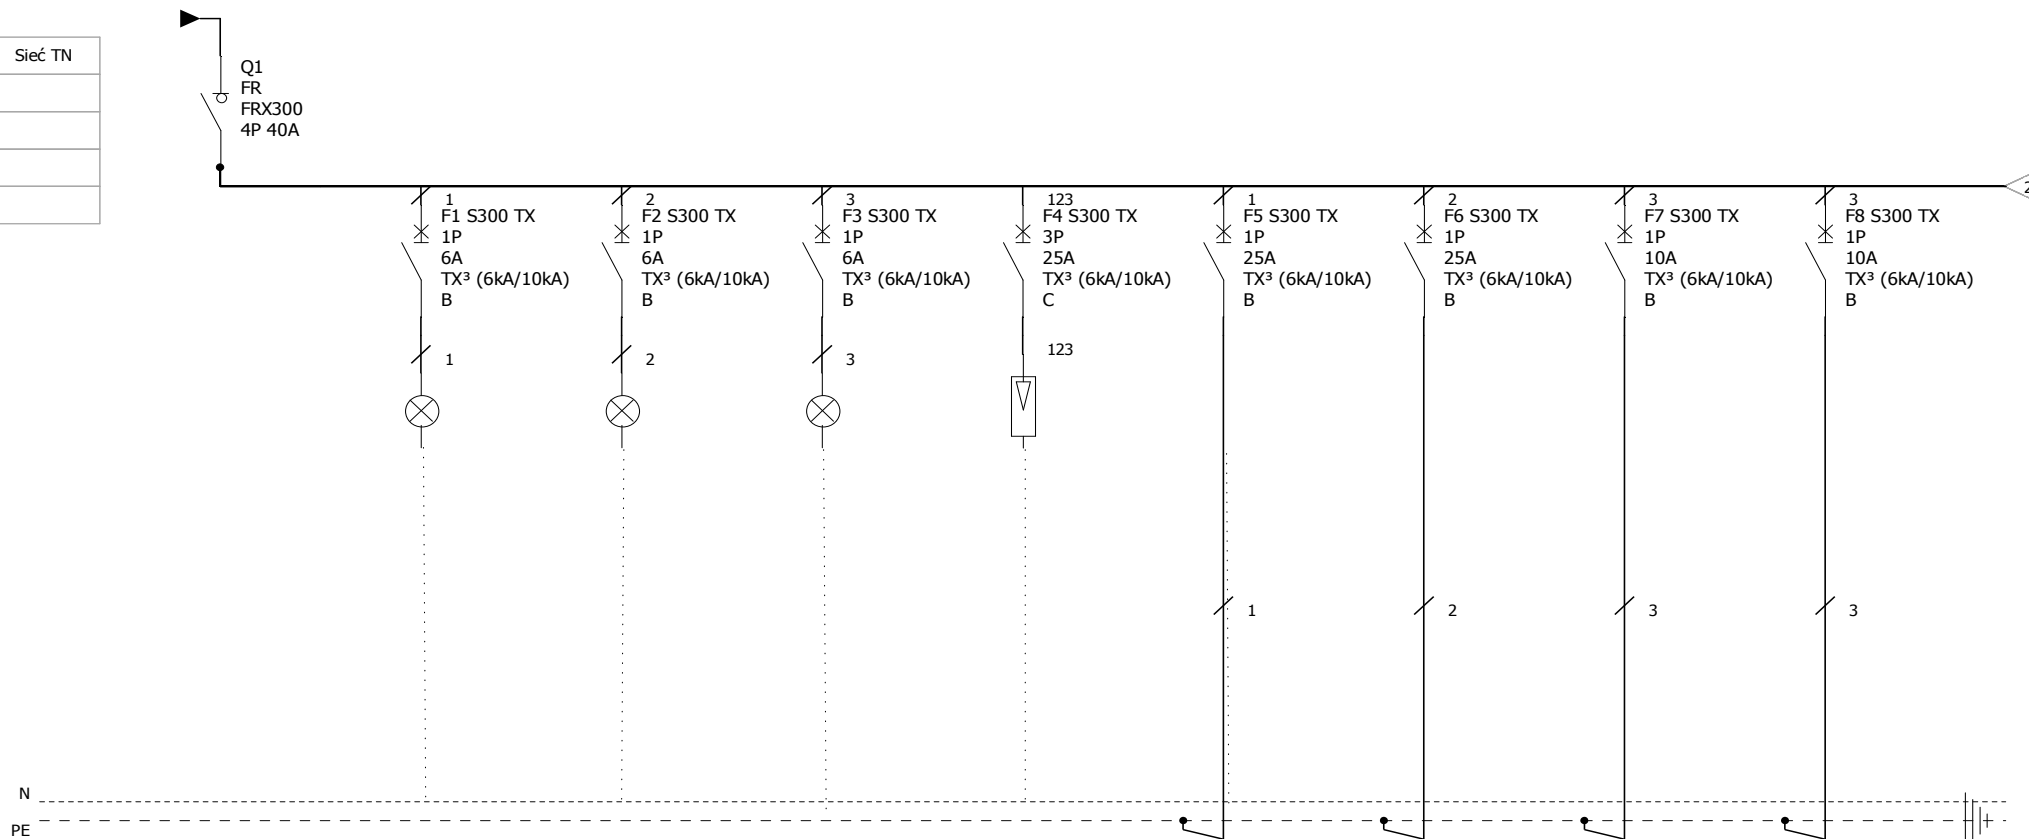 Sieć TN
Q1
FR
FRX300
4P 40A
1
F1 S300 TX
1P
6A
TX³ (6kA/10kA)
B
2
F2 S300 TX
1P
6A
TX³ (6kA/10kA)
B
3
F3 S300 TX
1P
6A
TX³ (6kA/10kA)
B
123
F4 S300 TX
3P
25A
TX³ (6kA/10kA)
C
1
F5 S300 TX
1P
25A
TX³ (6kA/10kA)
B
2
F6 S300 TX
1P
25A
TX³ (6kA/10kA)
B
3
F7 S300 TX
1P
10A
TX³ (6kA/10kA)
B
3
F8 S300 TX
1P
10A
TX³ (6kA/10kA)
B
2
1
2
3
123
1
2
3
3
N
PE